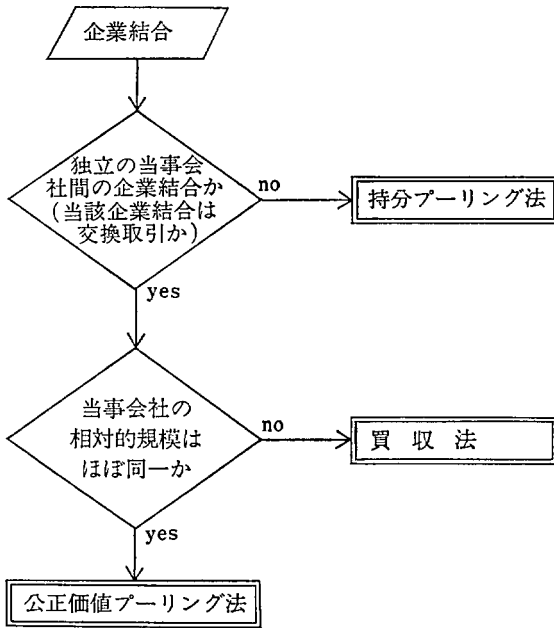 企業結合
独立の当事会
社間の企業結合か
(当該企業結合は
交換取引か)
no
持分プーリング法
yes
当事会社の
相対的規模は
ほぼ同一か
no
買収法
yes
公正価値プーリング法